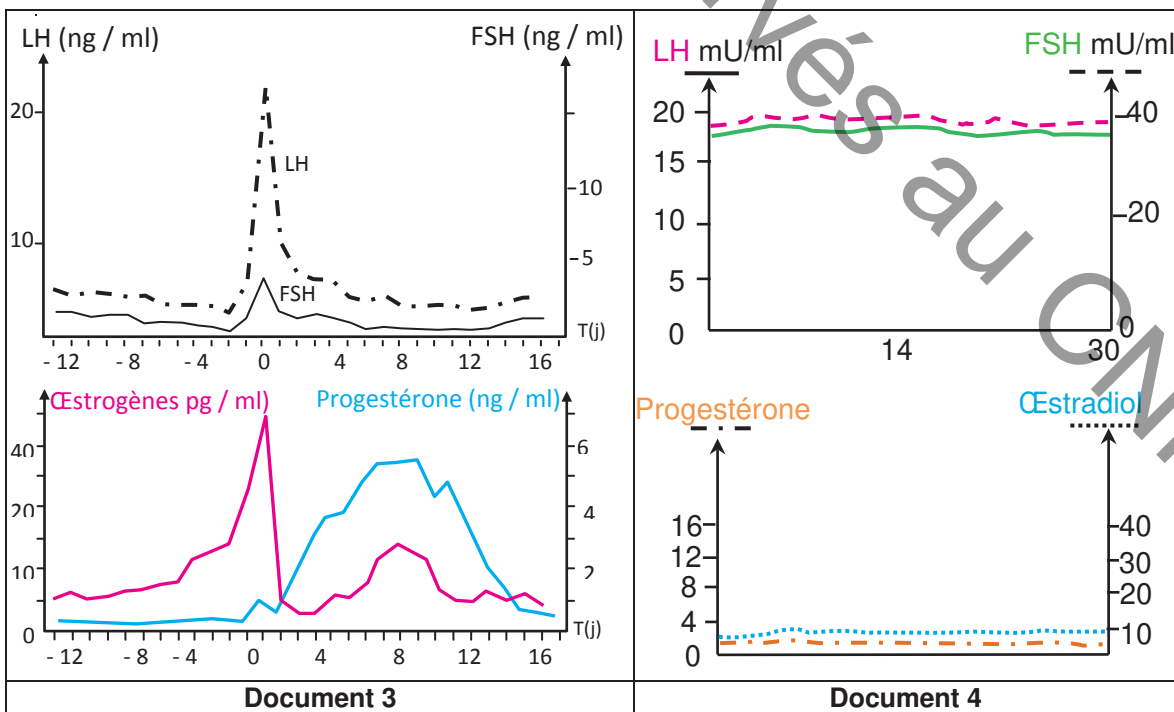 LH (ng / ml)
FSH (ng / ml)
20
10
10
5
LH
FSH
T(j)
- 12 - 8 - 4 0 4 8 12 16
Œstrogènes pg / ml)
Progestérone (ng / ml)
40
20
10
0
6
4
2
T(j)
- 12 - 8 - 4 0 4 8 12 16
Document 3
LH mU/ml
FSH mU/ml
20
15
10
5
0
40
20
0
14 30
Progestérone
Œstradiol
16
12
8
4
0
40
30
20
10
Document 4
vés au CN